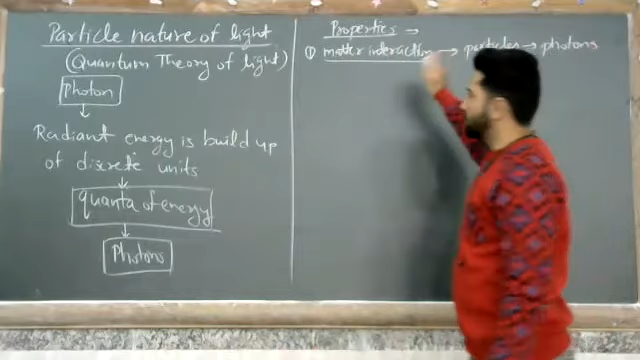 Particle nature of light
(Quantum Theory of light)
Photon
Radiant energy is build up
of discrete units
quanta of energy
Photons
Properties →
① matter interaction → particles → photons